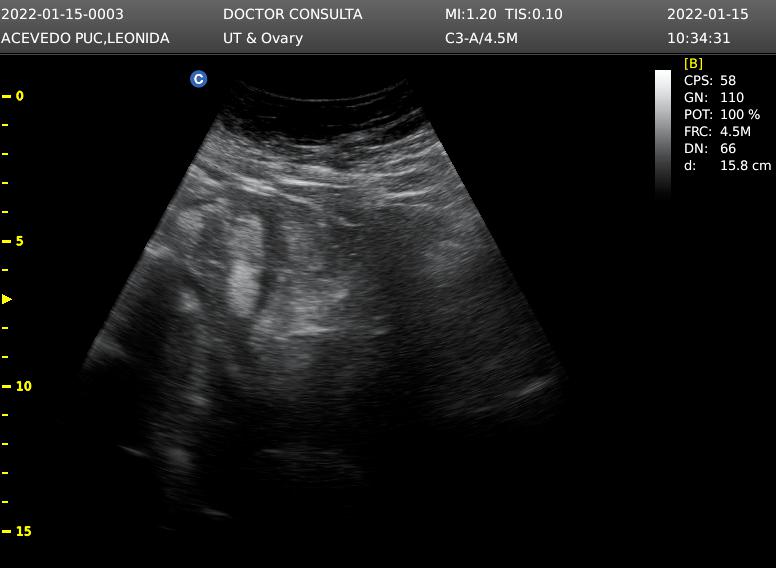 2022-01-15-0003 DOCTOR CONSULTA MI:1.20 TIS:0.10 2022-01-15
ACEVEDO PUC,LEONIDA UT & Ovary C3-A/4.5M 10:34:31
C
[B]
CPS: 58
GN: 110
POT: 100 %
FRC: 4.5M
DN: 66
d: 15.8 cm
0
5
10
15